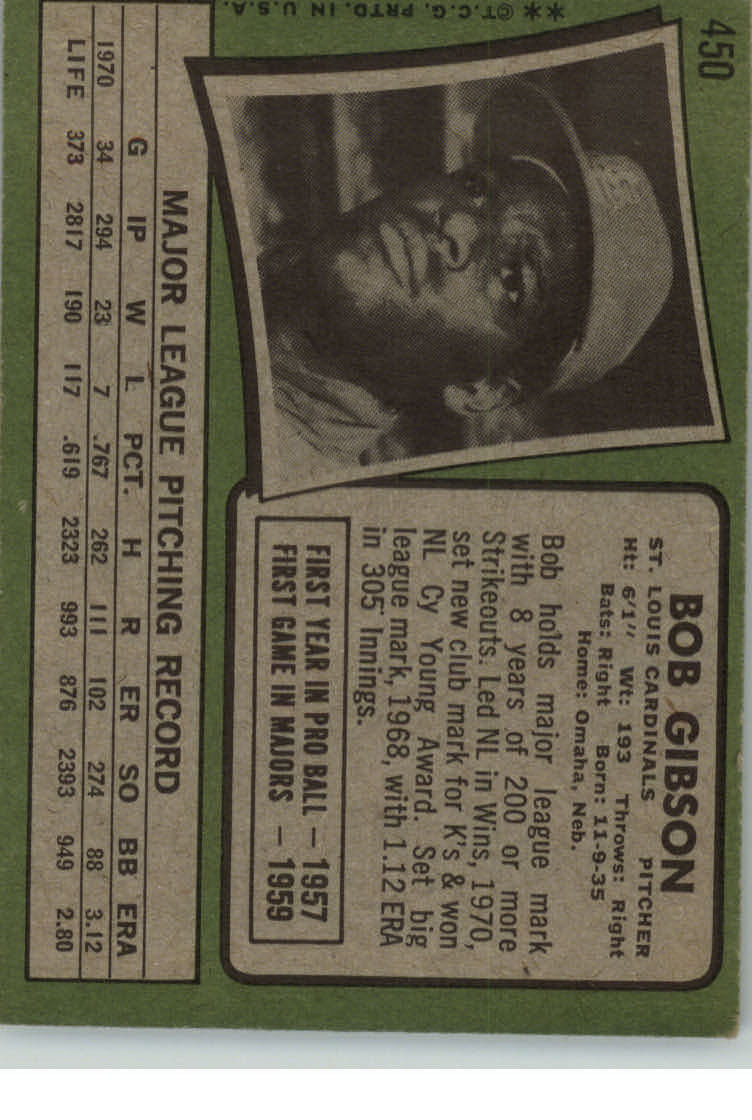 450
BOB GIBSON
ST. LOUIS CARDINALS PITCHER
Ht: 6/1" Wt: 193 Throws: Right
Bats: Right Born: 11-9-35
Home: Omaha, Neb.
Bob holds major league mark
with 8 years of 200 or more
Strikeouts. Led NL in Wins, 1970,
set new club mark for K's & won
NL Cy Young Award. Set big
league mark, 1968, with 1.12 ERA
in 305 Innings.
FIRST YEAR IN PRO BALL — 1957
FIRST GAME IN MAJORS — 1959
MAJOR LEAGUE PITCHING RECORD
G IP W L PCT. H R ER SO BB ERA
1970 34 294 23 7 .767 262 111 102 274 88 3.12
LIFE 373 2817 190 117 .619 2323 993 876 2393 949 2.80
** ©T.C.G. PRTD. IN U.S.A.